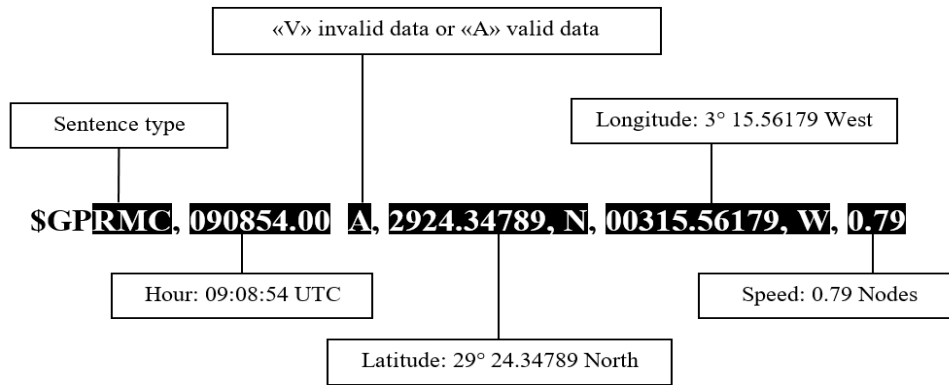 «V» invalid data or «A» valid data
Sentence type
Longitude: 3° 15.56179 West
$GPRMC, 090854.00 A, 2924.34789, N, 00315.56179, W, 0.79
Hour: 09:08:54 UTC
Speed: 0.79 Nodes
Latitude: 29° 24.34789 North